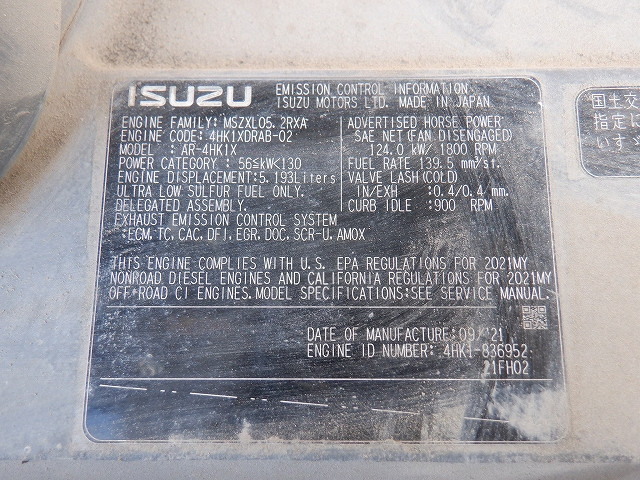 ISUZU
EMISSION CONTROL INFORMATION
ISUZU MOTORS LTD. MADE IN JAPAN
ENGINE FAMILY: MSZXL05.2RXA
ENGINE CODE: 4HK1XDRAB-02
MODEL : AR-4HK1X
POWER CATEGORY : 56≦kW<130
ENGINE DISPLACEMENT:5.193Liters
ULTRA LOW SULFUR FUEL ONLY.
DELEGATED ASSEMBLY.
EXHAUST EMISSION CONTROL SYSTEM
:ECM,TC,CAC,DFI,EGR,DOC,SCR-U,AMOX
ADVERTISED HORSE POWER
SAE NET(FAN DISENGAGED)
124.0 kW/ 1800 RPM
FUEL RATE 139.5 mm³/st.
VALVE LASH(COLD)
IN/EXH :0.4/0.4 mm.
CURB IDLE :900 RPM
THIS ENGINE COMPLIES WITH U.S. EPA REGULATIONS FOR 2021MY
NONROAD DIESEL ENGINES AND CALIFORNIA REGULATIONS FOR 2021MY
OFF-ROAD CI ENGINES.MODEL SPECIFICATIONS:SEE SERVICE MANUAL.
DATE OF MANUFACTURE:09/'21
ENGINE ID NUMBER: 4HK1-836952
21FH02
国土交
指定に
いすゞ